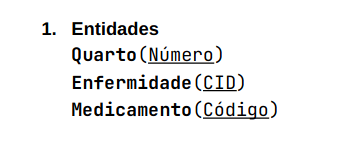 1. Entidades
Quarto(Número)
Enfermidade(CID)
Medicamento(Código)